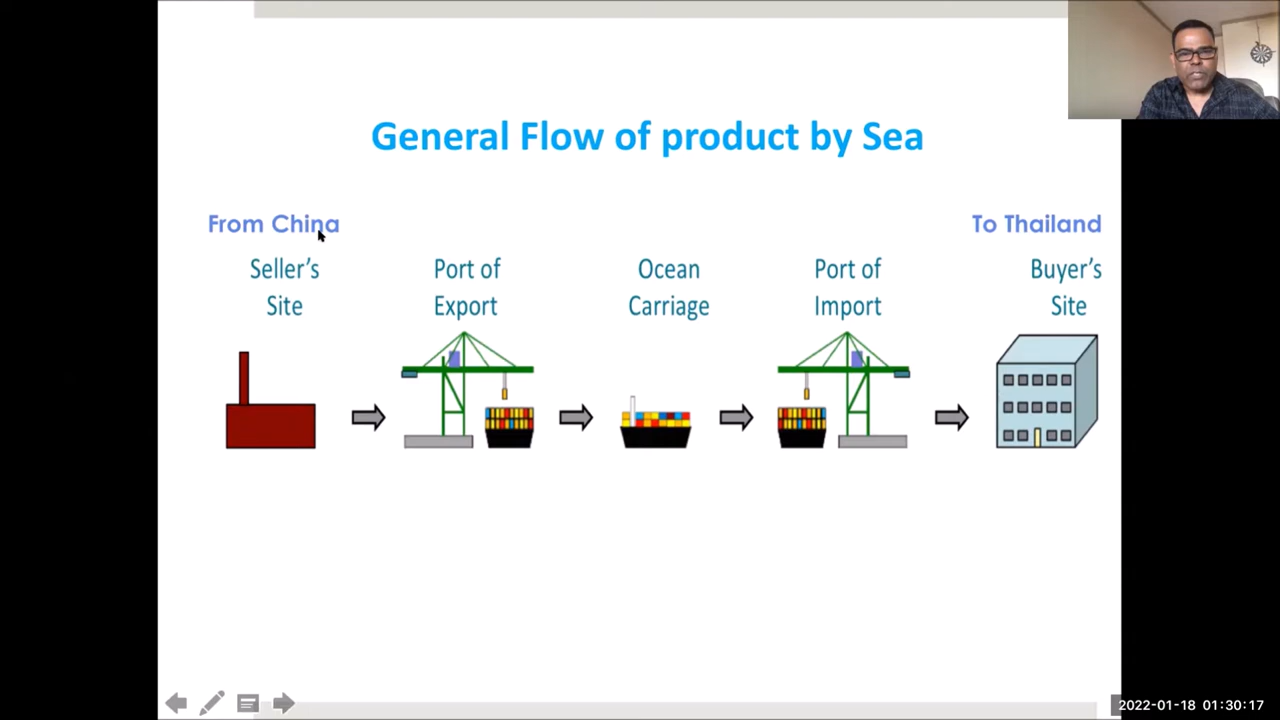 General Flow of product by Sea
From China
To Thailand
Seller's
Site
Port of
Export
Ocean
Carriage
Port of
Import
Buyer's
Site
2022-01-18 01:30:17